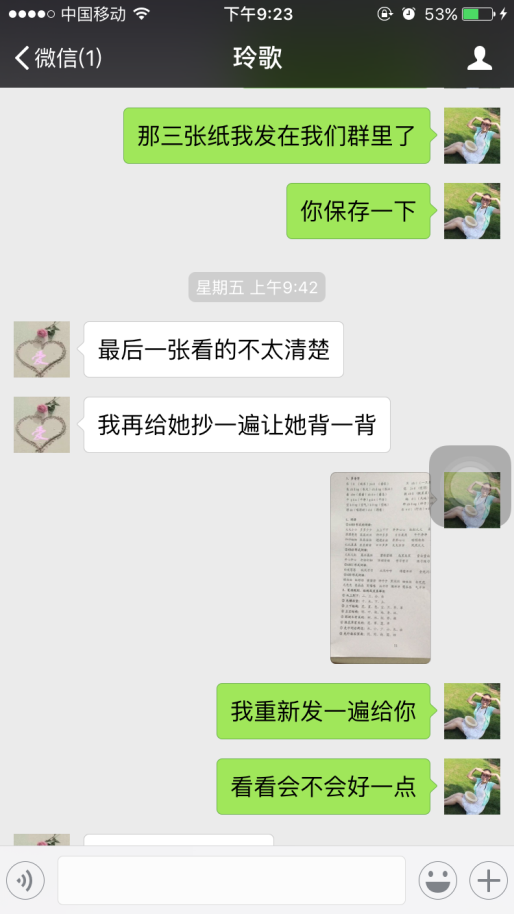 中国移动 下午9:23 53%
微信(1) 玲歌
那三张纸我发在我们群里了
你保存一下
星期五 上午9:42
最后一张看的不太清楚
我再给她抄一遍让她背一背
我重新发一遍给你
看看会不会好一点